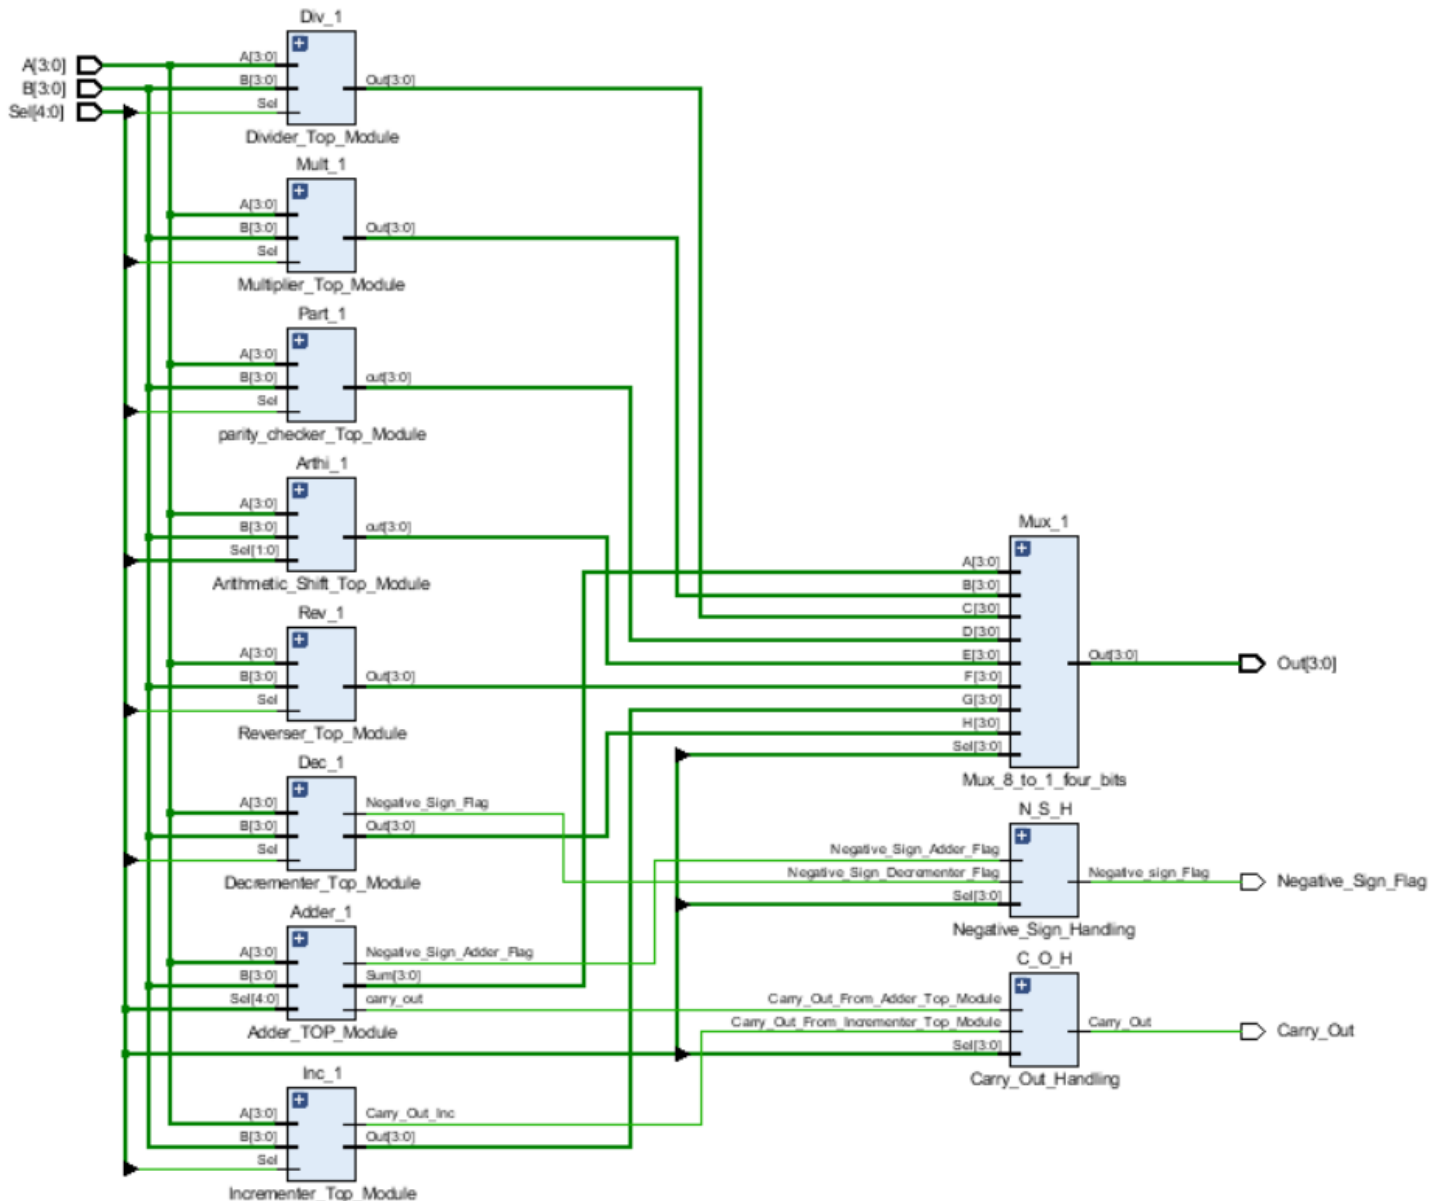 A[3:0]
B[3:0]
Sel[4:0]
Div_1
A[3:0]
B[3:0]
Sel
Out[3:0]
Divider_Top_Module
Mult_1
A[3:0]
B[3:0]
Sel
Out[3:0]
Multiplier_Top_Module
Part_1
A[3:0]
B[3:0]
Sel
out[3:0]
parity_checker_Top_Module
Arthi_1
A[3:0]
B[3:0]
Sel[1:0]
out[3:0]
Arithmetic_Shift_Top_Module
Rev_1
A[3:0]
B[3:0]
Sel
Out[3:0]
Reverser_Top_Module
Dec_1
A[3:0]
B[3:0]
Sel
Negative_Sign_Flag
Out[3:0]
Decrementer_Top_Module
Adder_1
A[3:0]
B[3:0]
Sel[4:0]
Negative_Sign_Adder_Flag
Sum[3:0]
carry_out
Adder_TOP_Module
Inc_1
A[3:0]
B[3:0]
Sel
Carry_Out_Inc
Out[3:0]
Incrementer_Top_Module
Mux_1
A[3:0]
B[3:0]
C[3:0]
D[3:0]
E[3:0]
F[3:0]
G[3:0]
H[3:0]
Sel[3:0]
Out[3:0]
Mux_8_to_1_four_bits
Out[3:0]
N_S_H
Negative_Sign_Adder_Flag
Negative_Sign_Decrementer_Flag
Sel[3:0]
Negative_sign_Flag
Negative_Sign_Handling
Negative_Sign_Flag
C_O_H
Carry_Out_From_Adder_Top_Module
Carry_Out_From_Incrementer_Top_Module
Sel[3:0]
Carry_Out
Carry_Out_Handling
Carry_Out